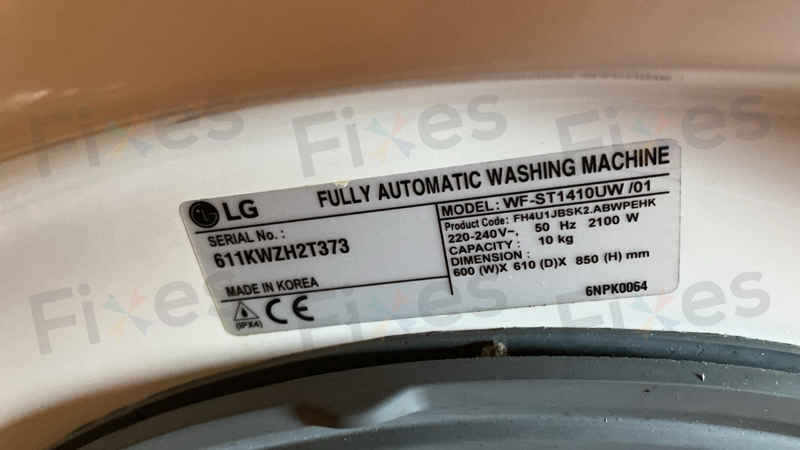 Fixes Fixes Fixes
LG FULLY AUTOMATIC WASHING MACHINE
SERIAL No. :
611KWZH2T373
MADE IN KOREA
(IPX4) CE
MODEL: WF-ST1410UW /01
Product Code: FH4U1JBSK2.ABWPEHK
220-240V~, 50 Hz 2100 W
CAPACITY : 10 kg
DIMENSION :
600 (W)X 610 (D)X 850 (H) mm
6NPK0064
Fixes Fixes Fixes